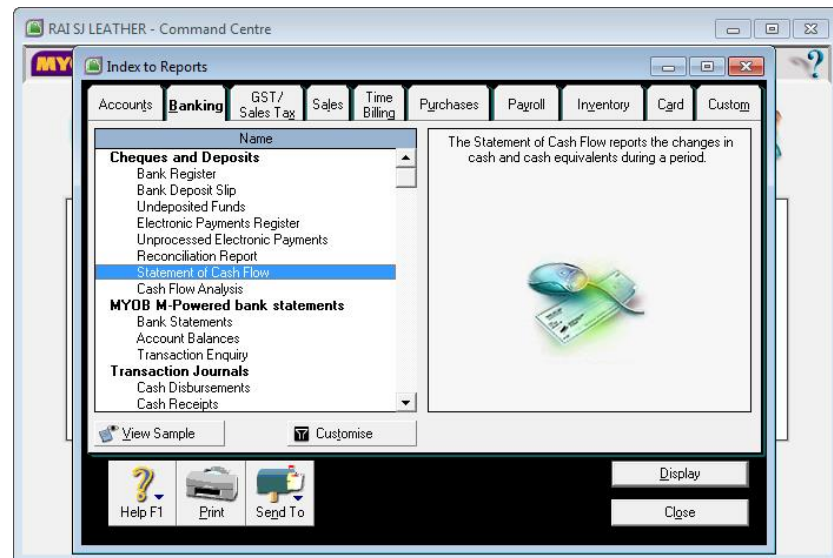 RAI SJ LEATHER - Command Centre
MY
?
Index to Reports
Accounts
Banking
GST/
Sales Tax
Sales
Time
Billing
Purchases
Payroll
Inventory
Card
Custom
Name
Cheques and Deposits
Bank Register
Bank Deposit Slip
Undeposited Funds
Electronic Payments Register
Unprocessed Electronic Payments
Reconciliation Report
Statement of Cash Flow
Cash Flow Analysis
MYOB M-Powered bank statements
Bank Statements
Account Balances
Transaction Enquiry
Transaction Journals
Cash Disbursements
Cash Receipts
The Statement of Cash Flow reports the changes in
cash and cash equivalents during a period.
View Sample
Customise
Help F1
Print
Send To
Display
Close